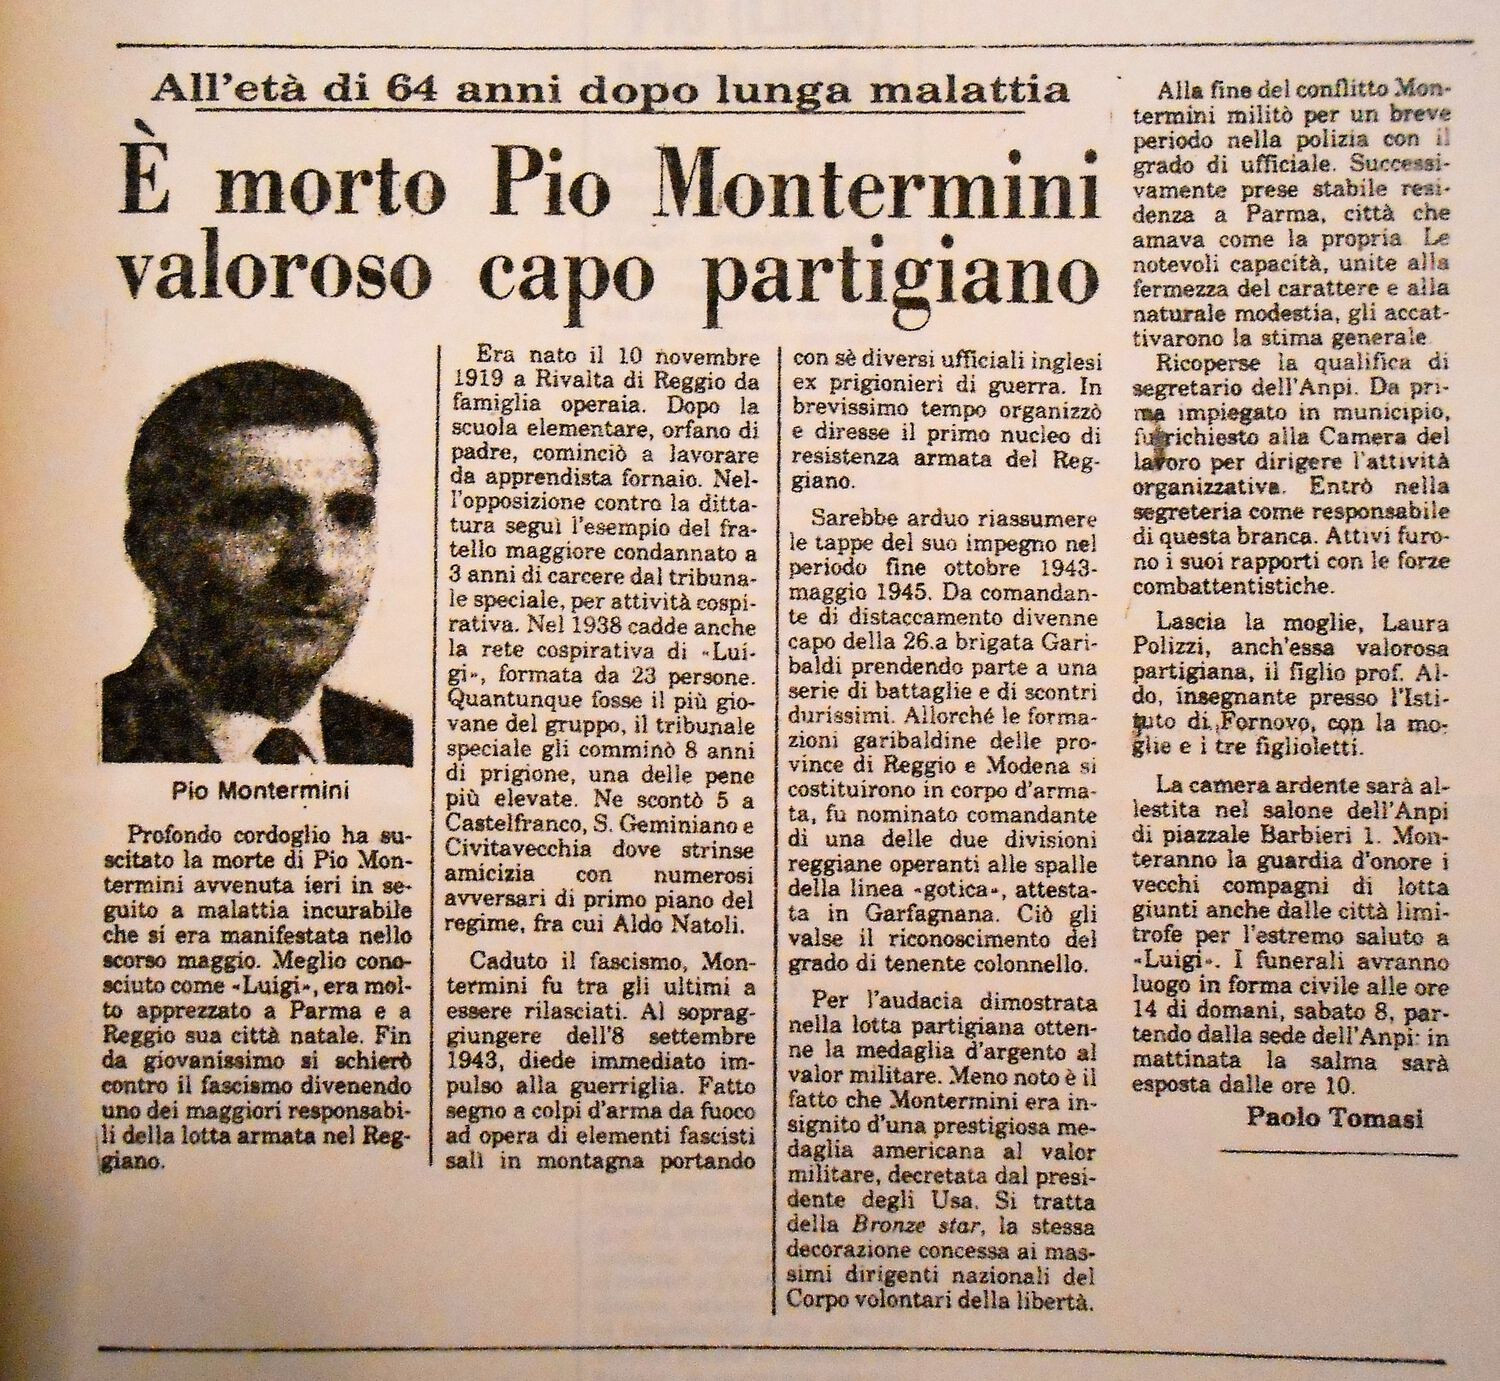 All'età di 64 anni dopo lunga malattia
È morto Pio Montermini
valoroso capo partigiano
Pio Montermini
Profondo cordoglio ha su-
scitato la morte di Pio Mon-
termini avvenuta ieri in se-
guito a malattia incurabile
che si era manifestata nello
scorso maggio. Meglio cono-
sciuto come «Luigi», era mol-
to apprezzato a Parma e a
Reggio sua città natale. Fin
da giovanissimo si schierò
contro il fascismo divenendo
uno dei maggiori responsabi-
li della lotta armata nel Reg-
giano.
Era nato il 10 novembre
1919 a Rivalta di Reggio da
famiglia operaia. Dopo la
scuola elementare, orfano di
padre, cominciò a lavorare
da apprendista fornaio. Nel-
l'opposizione contro la ditta-
tura seguì l'esempio del fra-
tello maggiore condannato a
3 anni di carcere dal tribuna-
le speciale, per attività cospi-
rativa. Nel 1938 cadde anche
la rete cospirativa di «Lui-
gi», formata da 23 persone.
Quantunque fosse il più gio-
vane del gruppo, il tribunale
speciale gli comminò 8 anni
di prigione, una delle pene
più elevate. Ne scontò 5 a
Castelfranco, S. Geminiano e
Civitavecchia dove strinse
amicizia con numerosi
avversari di primo piano del
regime, fra cui Aldo Natoli.
Caduto il fascismo, Mon-
termini fu tra gli ultimi a
essere rilasciati. Al soprag-
giungere dell'8 settembre
1943, diede immediato im-
pulso alla guerriglia. Fatto
segno a colpi d'arma da fuoco
ad opera di elementi fascisti
salì in montagna portando
con sè diversi ufficiali inglesi
ex prigionieri di guerra. In
brevissimo tempo organizzò
e diresse il primo nucleo di
resistenza armata del Reg-
giano.
Sarebbe arduo riassumere
le tappe del suo impegno nel
periodo fine ottobre 1943-
maggio 1945. Da comandan-
te di distaccamento divenne
capo della 26.a brigata Gari-
baldi prendendo parte a una
serie di battaglie e di scontri
durissimi. Allorché le forma-
zioni garibaldine delle pro-
vince di Reggio e Modena si
costituirono in corpo d'arma-
ta, fu nominato comandante
di una delle due divisioni
reggiane operanti alle spalle
della linea «gotica», attesta-
ta in Garfagnana. Ciò gli
valse il riconoscimento del
grado di tenente colonnello.
Per l'audacia dimostrata
nella lotta partigiana otten-
ne la medaglia d'argento al
valor militare. Meno noto è il
fatto che Montermini era in-
signito d'una prestigiosa me-
daglia americana al valor
militare, decretata dal presi-
dente degli Usa. Si tratta
della Bronze star, la stessa
decorazione concessa ai mas-
simi dirigenti nazionali del
Corpo volontari della libertà.
Alla fine del conflitto Mon-
termini militò per un breve
periodo nella polizia con il
grado di ufficiale. Successi-
vamente prese stabile resi-
denza a Parma, città che
amava come la propria. Le
notevoli capacità, unite alla
fermezza del carattere e alla
naturale modestia, gli accat-
tivarono la stima generale.
Ricoperse la qualifica di
segretario dell'Anpi. Da pri-
ma impiegato in municipio,
fu richiesto alla Camera del
lavoro per dirigere l'attività
organizzativa. Entrò nella
segreteria come responsabile
di questa branca. Attivi furo-
no i suoi rapporti con le forze
combattentistiche.
Lascia la moglie, Laura
Polizzi, anch'essa valorosa
partigiana, il figlio prof. Al-
do, insegnante presso l'Isti-
tuto di Fornovo, con la mo-
glie e i tre figlioletti.
La camera ardente sarà al-
lestita nel salone dell'Anpi
di piazzale Barbieri 1. Mon-
teranno la guardia d'onore i
vecchi compagni di lotta
giunti anche dalle città limi-
trofe per l'estremo saluto a
«Luigi». I funerali avranno
luogo in forma civile alle ore
14 di domani, sabato 8, par-
tendo dalla sede dell'Anpi: in
mattinata la salma sarà
esposta dalle ore 10.
Paolo Tomasi